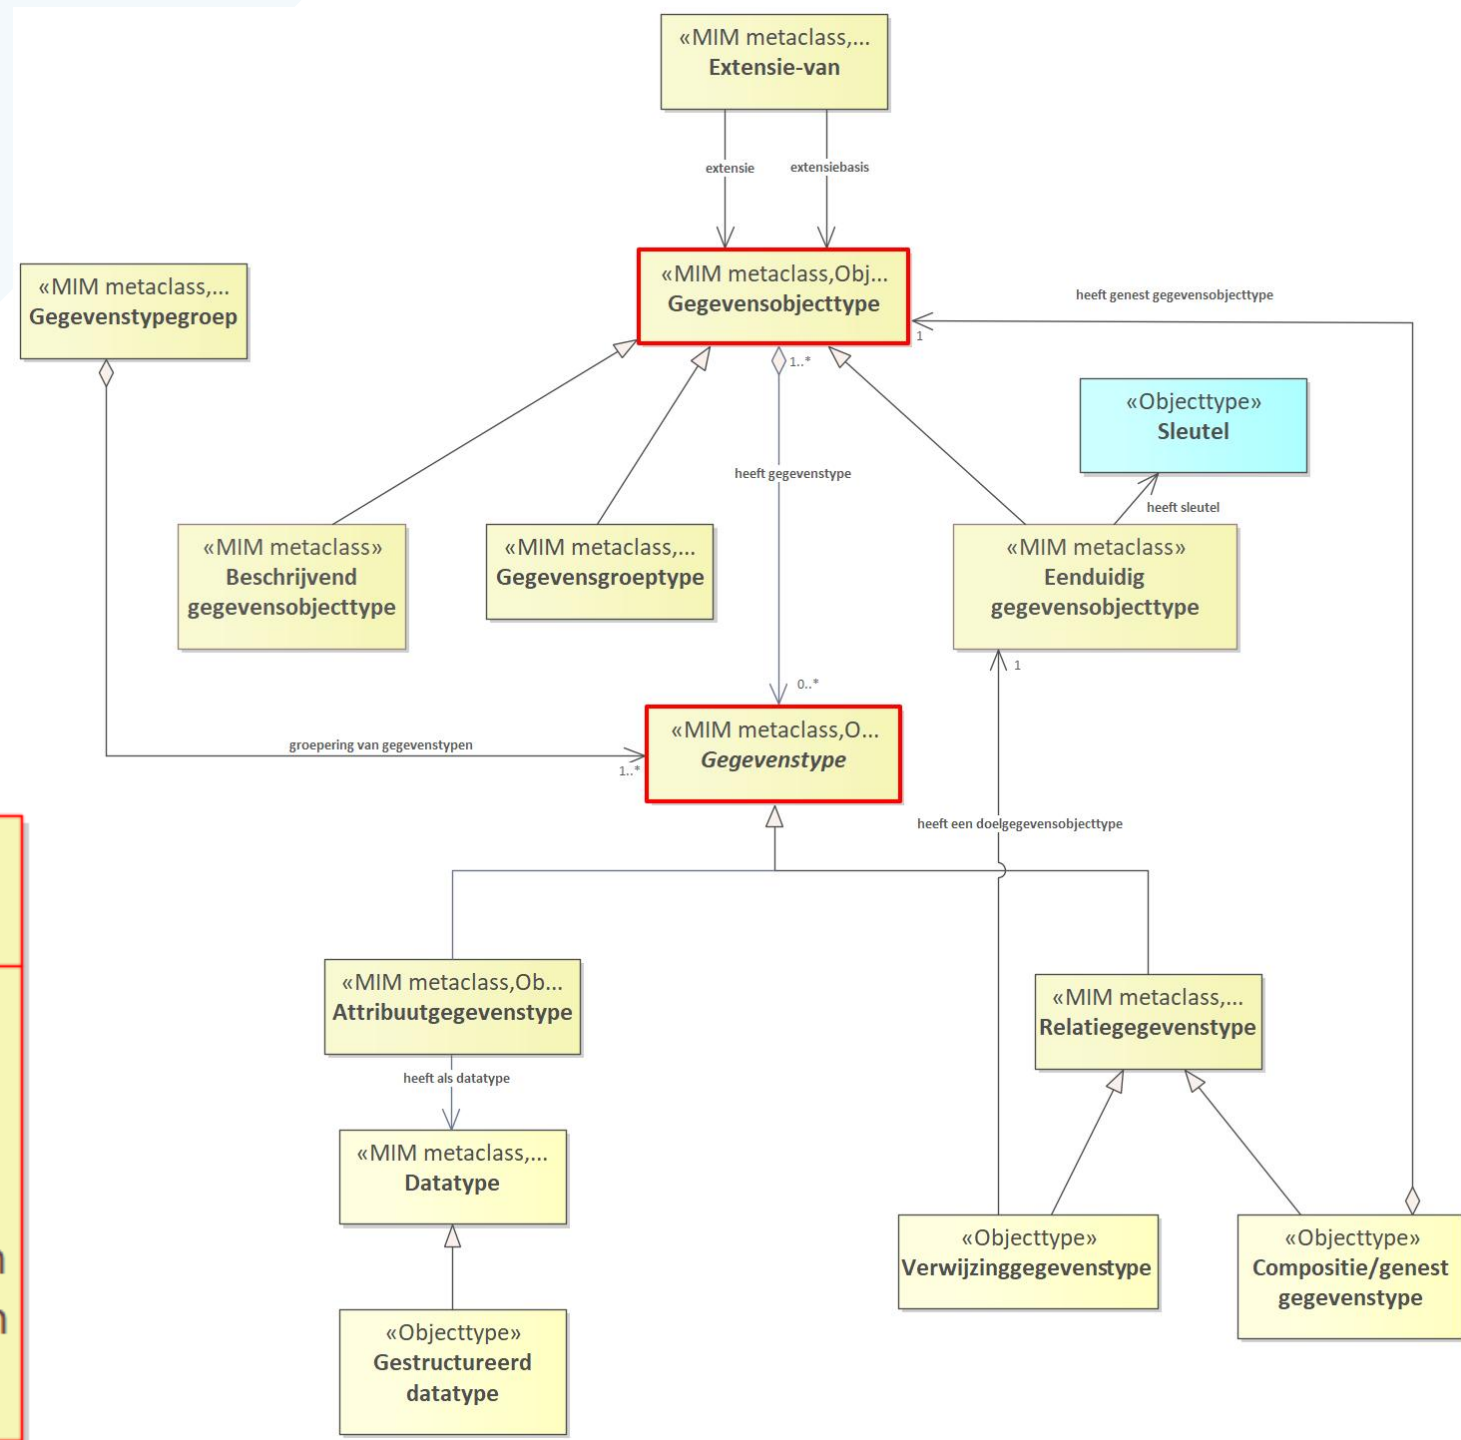 «MIM metaclass,...
Extensie-van
extensie
extensiebasis
«MIM metaclass,...
Gegevenstypegroep
«MIM metaclass,Obj...
Gegevensobjecttype
heeft genest gegevensobjecttype
1
1..*
«Objecttype»
Sleutel
heeft gegevenstype
heeft sleutel
«MIM metaclass»
Beschrijvend
gegevensobjecttype
«MIM metaclass,...
Gegevensgroeptype
«MIM metaclass»
Eenduidig
gegevensobjecttype
1
0..*
groepering van gegevenstypen
1..*
«MIM metaclass,O...
Gegevenstype
heeft een doelgegevensobjecttype
«MIM metaclass,Ob...
Attribuutgegevenstype
«MIM metaclass,...
Relatiegegevenstype
heeft als datatype
«MIM metaclass,...
Datatype
«Objecttype»
Verwijzinggegevenstype
«Objecttype»
Compositie/genest
gegevenstype
«Objecttype»
Gestructureerd
datatype